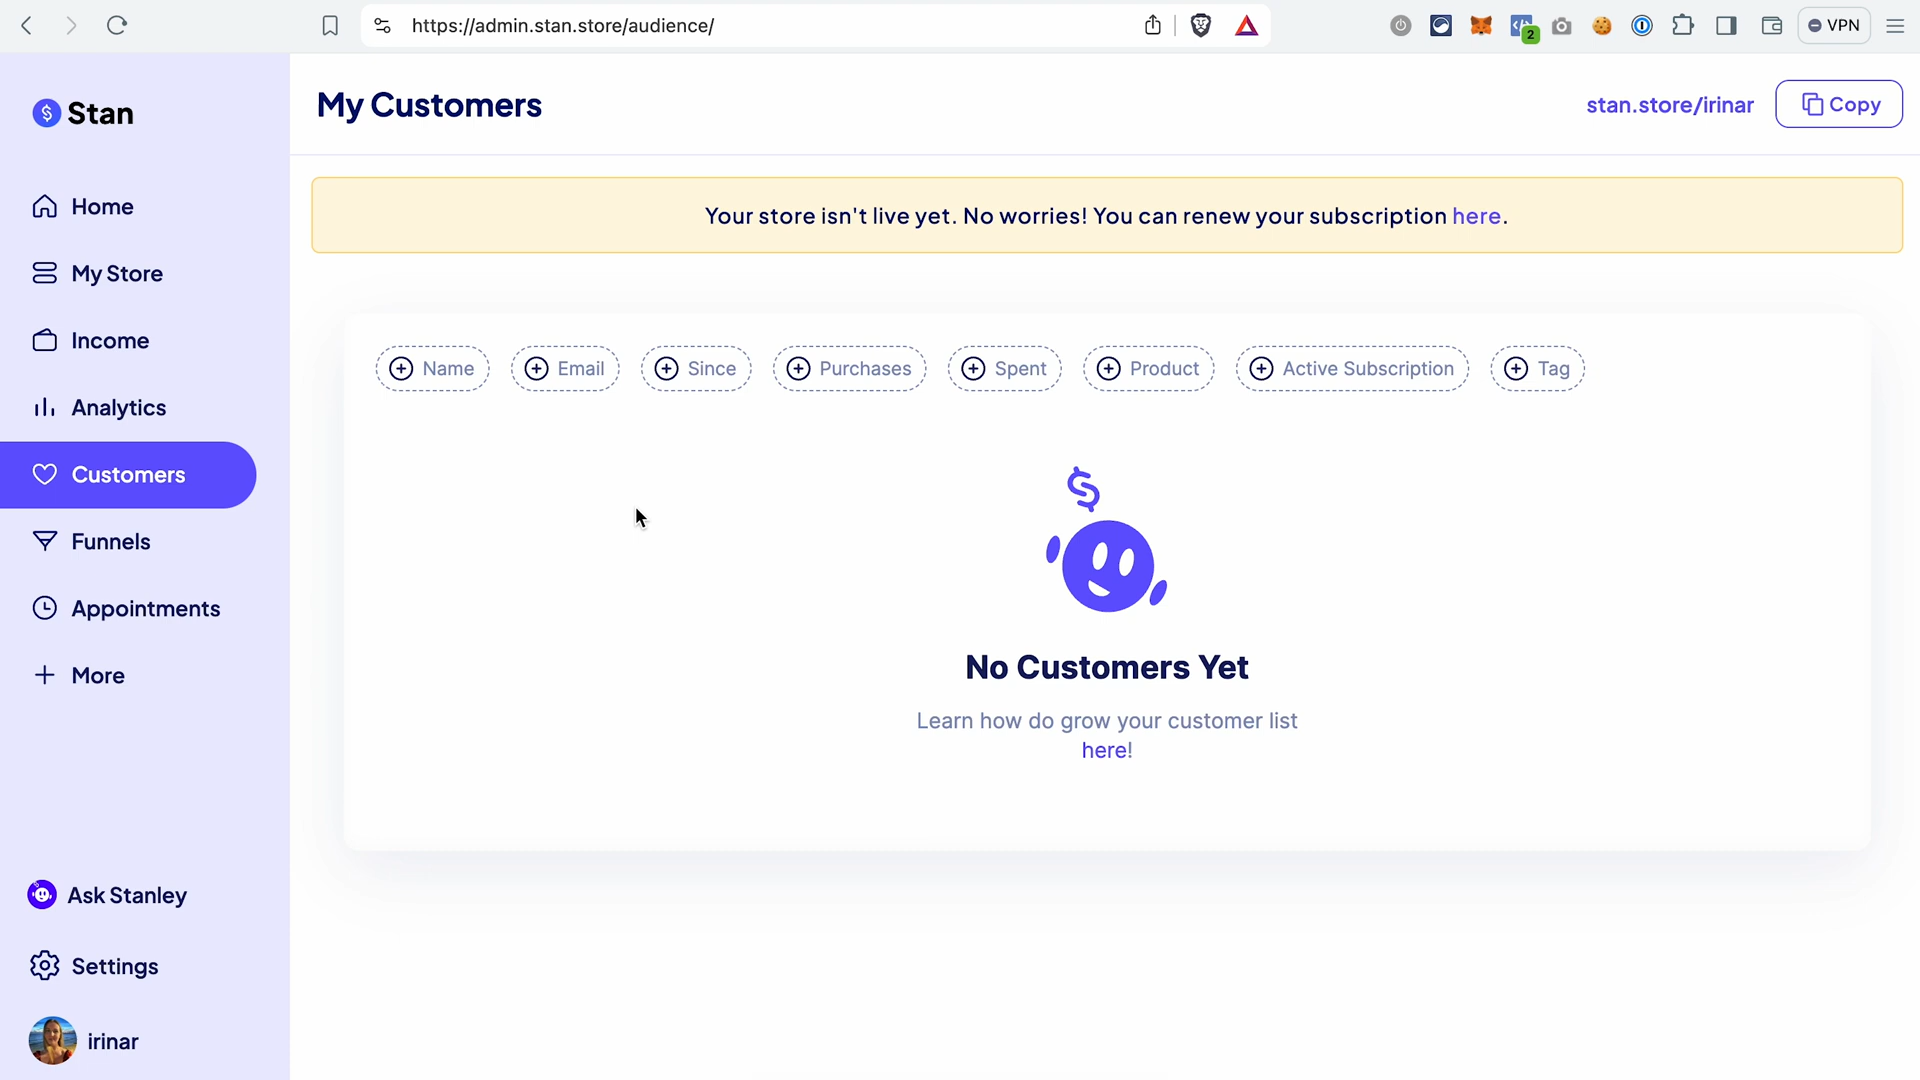 https://admin.stan.store/audience/
2
VPN
Stan
My Customers
stan.store/irinar
Copy
Home
My Store
Income
Analytics
Customers
Funnels
Appointments
More
Ask Stanley
Settings
irinar
Your store isn't live yet. No worries! You can renew your subscription here.
Name
Email
Since
Purchases
Spent
Product
Active Subscription
Tag
No Customers Yet
Learn how do grow your customer list
here!